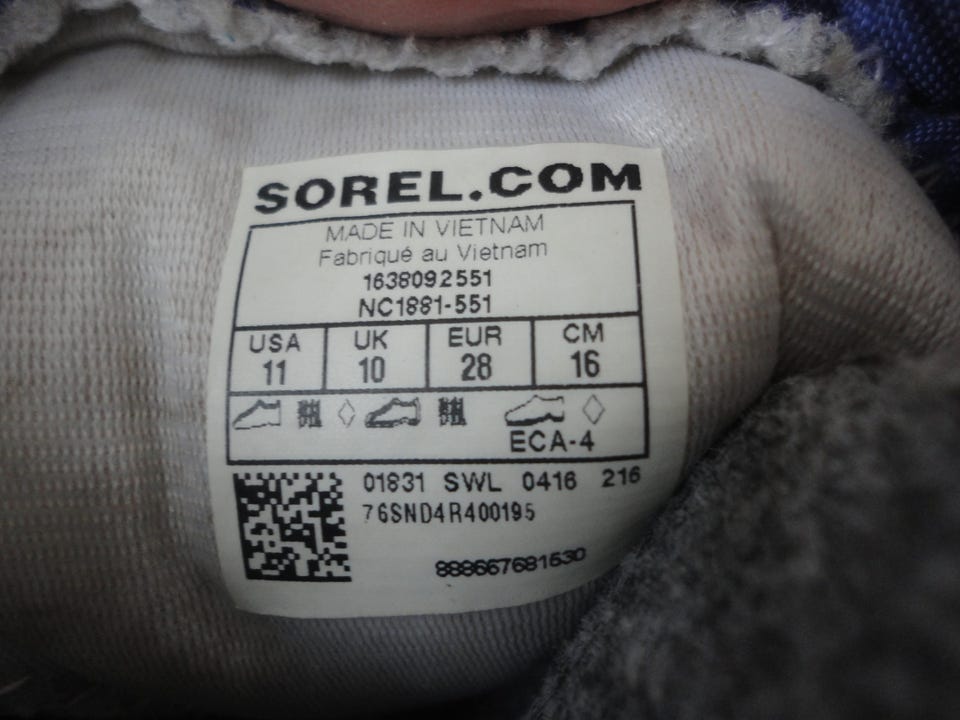 SOREL.COM
MADE IN VIETNAM
Fabriqué au Vietnam
1638092551
NC1881-551
USA UK EUR CM
11 10 28 16
ECA-4
01831 SWL 0416 216
76SND4R400195
888667681530